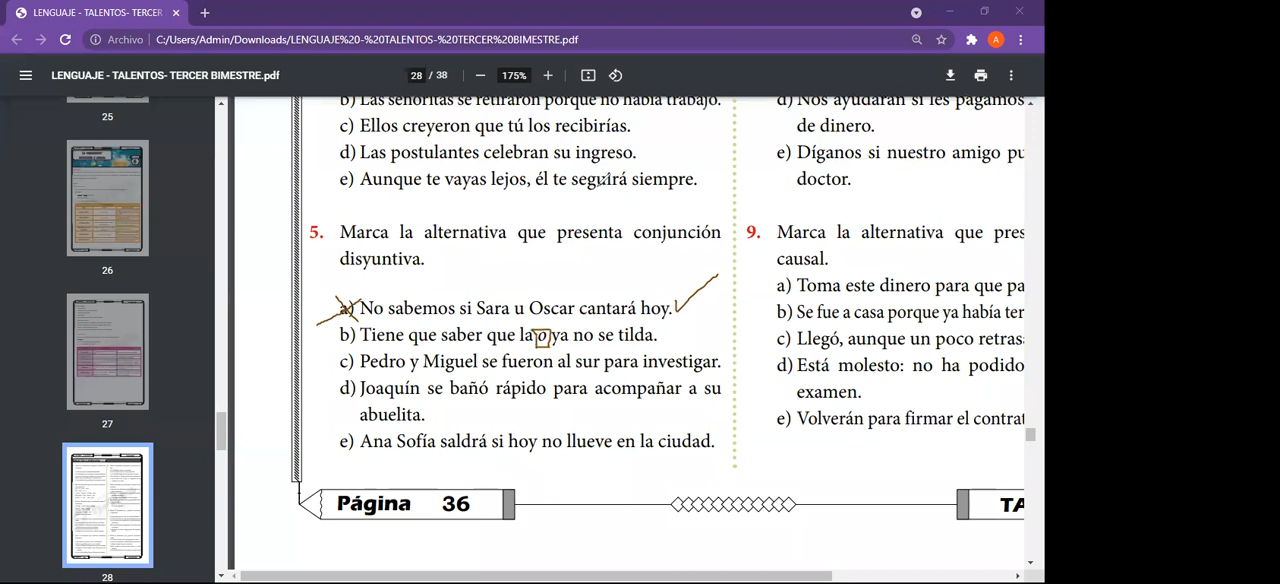 LENGUAJE - TALENTOS- TERCER
Archivo C:/Users/Admin/Downloads/LENGUAJE%20-%20TALENTOS-%20TERCER%20BIMESTRE.pdf
A
LENGUAJE - TALENTOS- TERCER BIMESTRE.pdf
28 / 38
175%
25
26
27
28
b) Las señoritas se retiraron porque no había trabajo.
c) Ellos creyeron que tú los recibirías.
d) Las postulantes celebran su ingreso.
e) Aunque te vayas lejos, él te seguirá siempre.
5. Marca la alternativa que presenta conjunción
disyuntiva.
a) No sabemos si Sara u Oscar cantará hoy.
b) Tiene que saber que la o ya no se tilda.
c) Pedro y Miguel se fueron al sur para investigar.
d) Joaquín se bañó rápido para acompañar a su
abuelita.
e) Ana Sofía saldrá si hoy no llueve en la ciudad.
d) Nos ayudarán si les pagamos
de dinero.
e) Díganos si nuestro amigo pu
doctor.
9. Marca la alternativa que pres
causal.
a) Toma este dinero para que pa
b) Se fue a casa porque ya había ter
c) Llegó, aunque un poco retras
d) Está molesto: no ha podido
examen.
e) Volverán para firmar el contrat
Página 36
TA